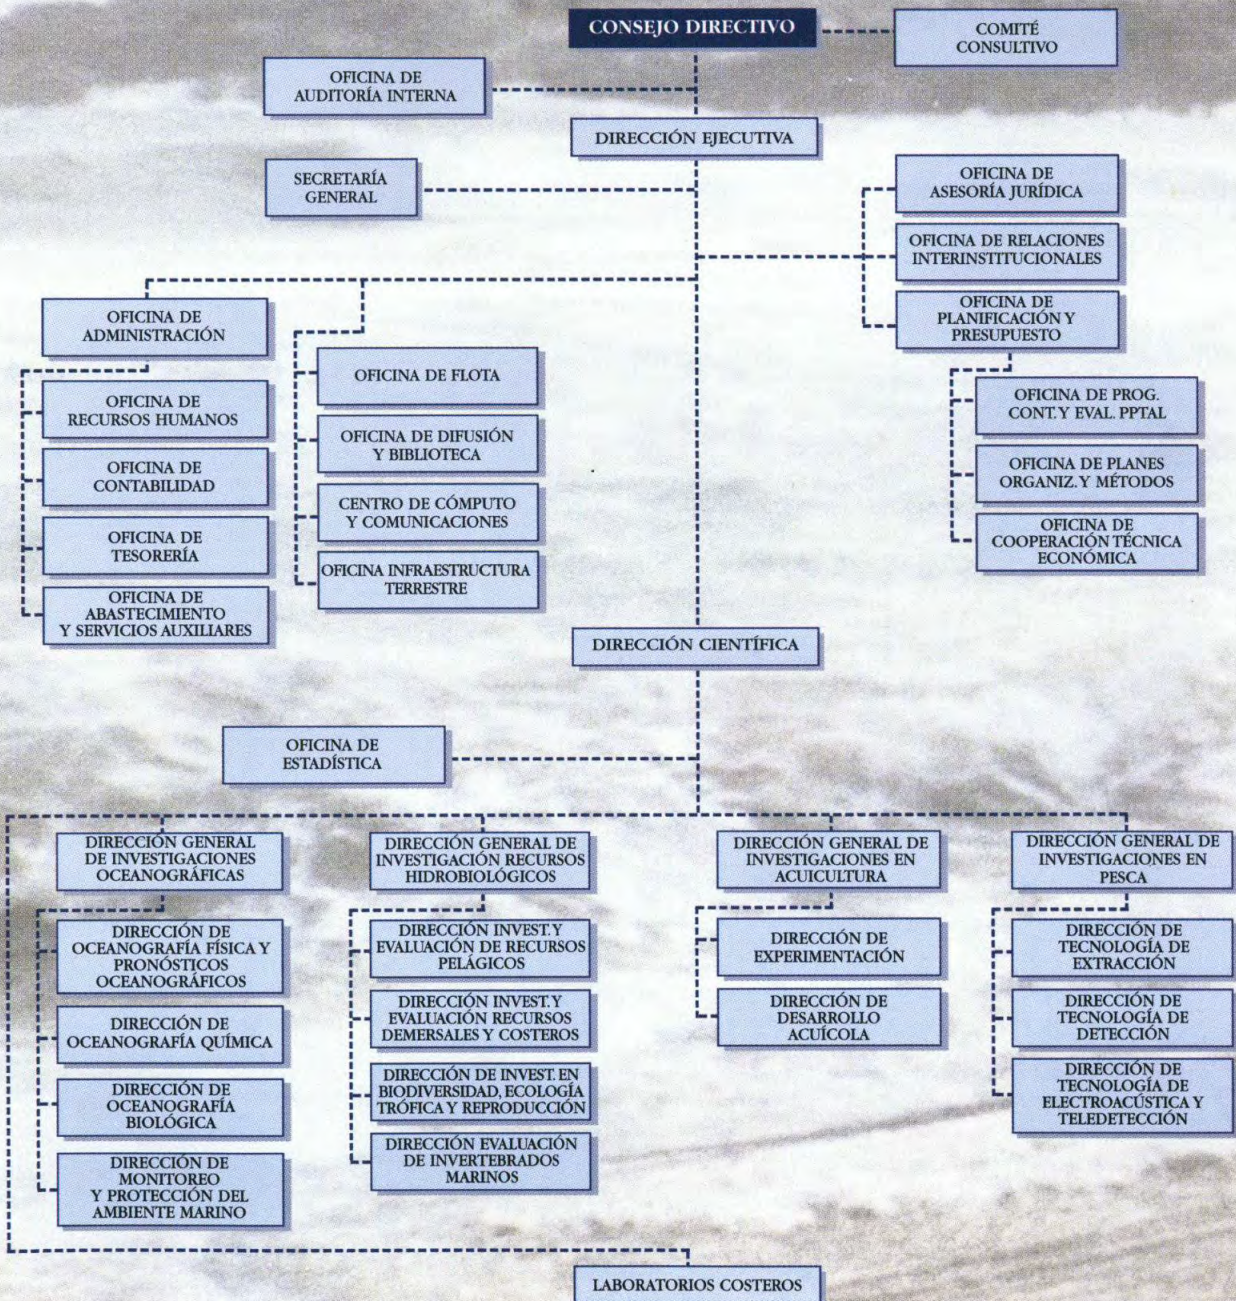 CONSEJO DIRECTIVO
COMITÉ
CONSULTIVO
OFICINA DE
AUDITORÍA INTERNA
DIRECCIÓN EJECUTIVA
SECRETARÍA
GENERAL
OFICINA DE
ASESORÍA JURÍDICA
OFICINA DE RELACIONES
INTERINSTITUCIONALES
OFICINA DE
PLANIFICACIÓN Y
PRESUPUESTO
OFICINA DE PROG.
CONT. Y EVAL. PPTAL
OFICINA DE PLANES
ORGANIZ. Y MÉTODOS
OFICINA DE
COOPERACIÓN TÉCNICA
ECONÓMICA
OFICINA DE
ADMINISTRACIÓN
OFICINA DE
RECURSOS HUMANOS
OFICINA DE
CONTABILIDAD
OFICINA DE
TESORERÍA
OFICINA DE
ABASTECIMIENTO
Y SERVICIOS AUXILIARES
OFICINA DE FLOTA
OFICINA DE DIFUSIÓN
Y BIBLIOTECA
CENTRO DE CÓMPUTO
Y COMUNICACIONES
OFICINA INFRAESTRUCTURA
TERRESTRE
DIRECCIÓN CIENTÍFICA
OFICINA DE
ESTADÍSTICA
DIRECCIÓN GENERAL
DE INVESTIGACIONES
OCEANOGRÁFICAS
DIRECCIÓN DE
OCEANOGRAFÍA FÍSICA Y
PRONÓSTICOS
OCEANOGRÁFICOS
DIRECCIÓN DE
OCEANOGRAFÍA QUÍMICA
DIRECCIÓN DE
OCEANOGRAFÍA
BIOLÓGICA
DIRECCIÓN DE
MONITOREO
Y PROTECCIÓN DEL
AMBIENTE MARINO
DIRECCIÓN GENERAL DE
INVESTIGACIÓN RECURSOS
HIDROBIOLÓGICOS
DIRECCIÓN INVEST. Y
EVALUACIÓN DE RECURSOS
PELÁGICOS
DIRECCIÓN INVEST. Y
EVALUACIÓN RECURSOS
DEMERSALES Y COSTEROS
DIRECCIÓN DE INVEST. EN
BIODIVERSIDAD, ECOLOGÍA
TRÓFICA Y REPRODUCCIÓN
DIRECCIÓN EVALUACIÓN
DE INVERTEBRADOS
MARINOS
DIRECCIÓN GENERAL DE
INVESTIGACIONES EN
ACUICULTURA
DIRECCIÓN DE
EXPERIMENTACIÓN
DIRECCIÓN DE
DESARROLLO
ACUÍCOLA
DIRECCIÓN GENERAL DE
INVESTIGACIONES EN
PESCA
DIRECCIÓN DE
TECNOLOGÍA DE
EXTRACCIÓN
DIRECCIÓN DE
TECNOLOGÍA DE
DETECCIÓN
DIRECCIÓN DE
TECNOLOGÍA DE
ELECTROACÚSTICA Y
TELEDETECCIÓN
LABORATORIOS COSTEROS